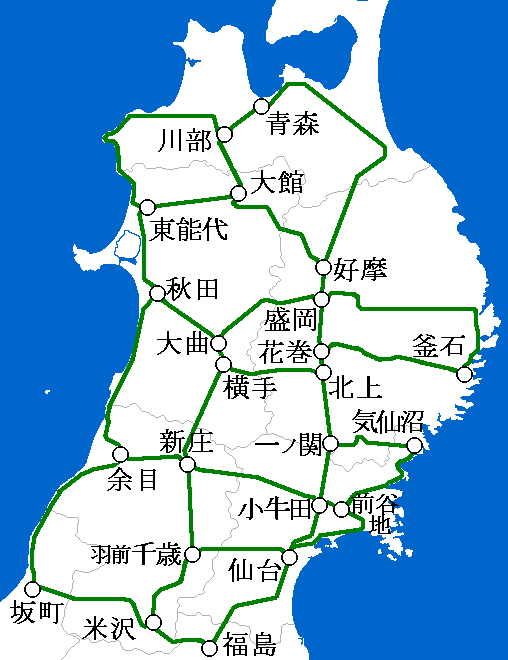 青森
川部
大館
東能代
好摩
秋田
盛岡
大曲
花巻
釜石
横手
北上
気仙沼
新庄
一ノ関
余目
小牛田
前谷
地
羽前千歳
仙台
坂町
米沢
福島